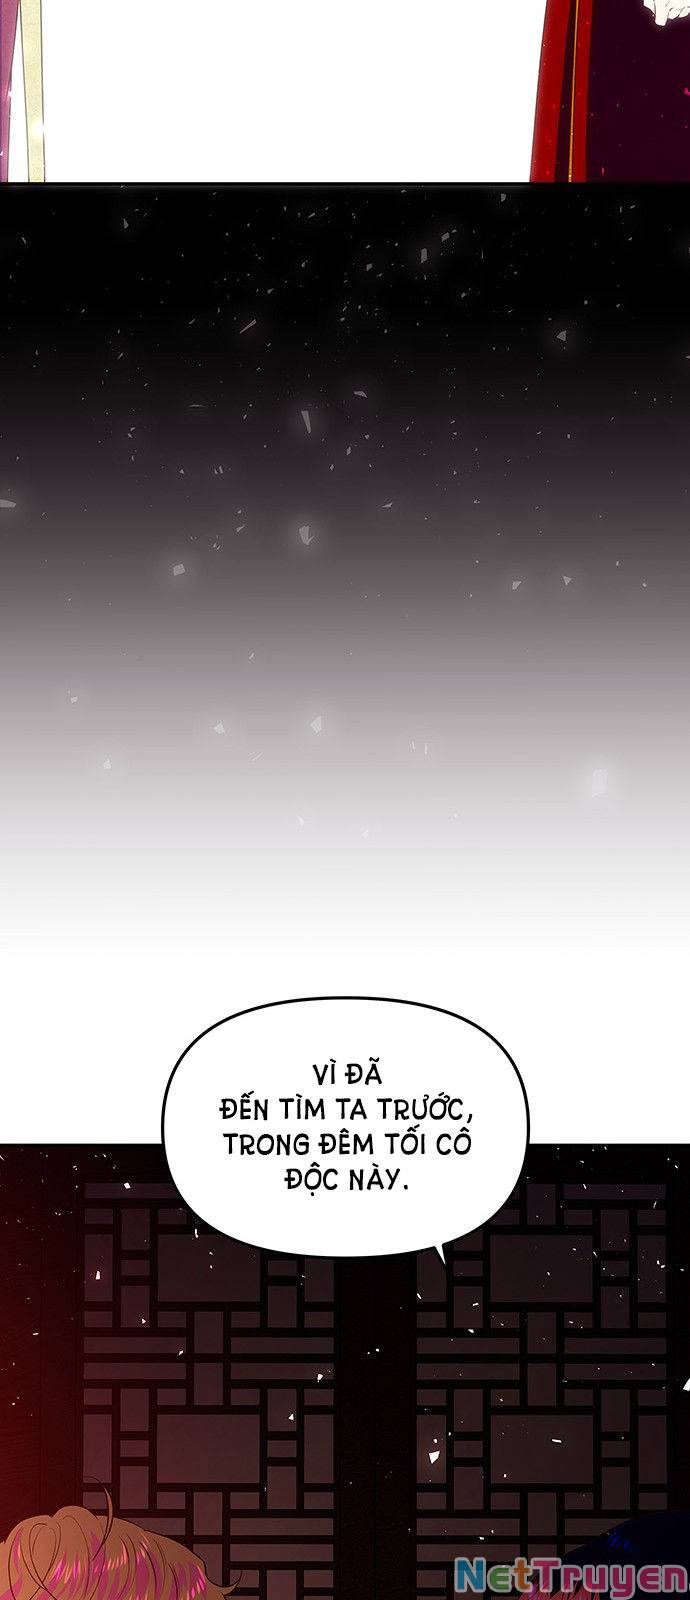 VÌ ĐÃ
ĐẾN TÌM TA TRƯỚC,
TRONG ĐÊM TỐI CÔ
ĐỘC NÀY.
NetTruyen